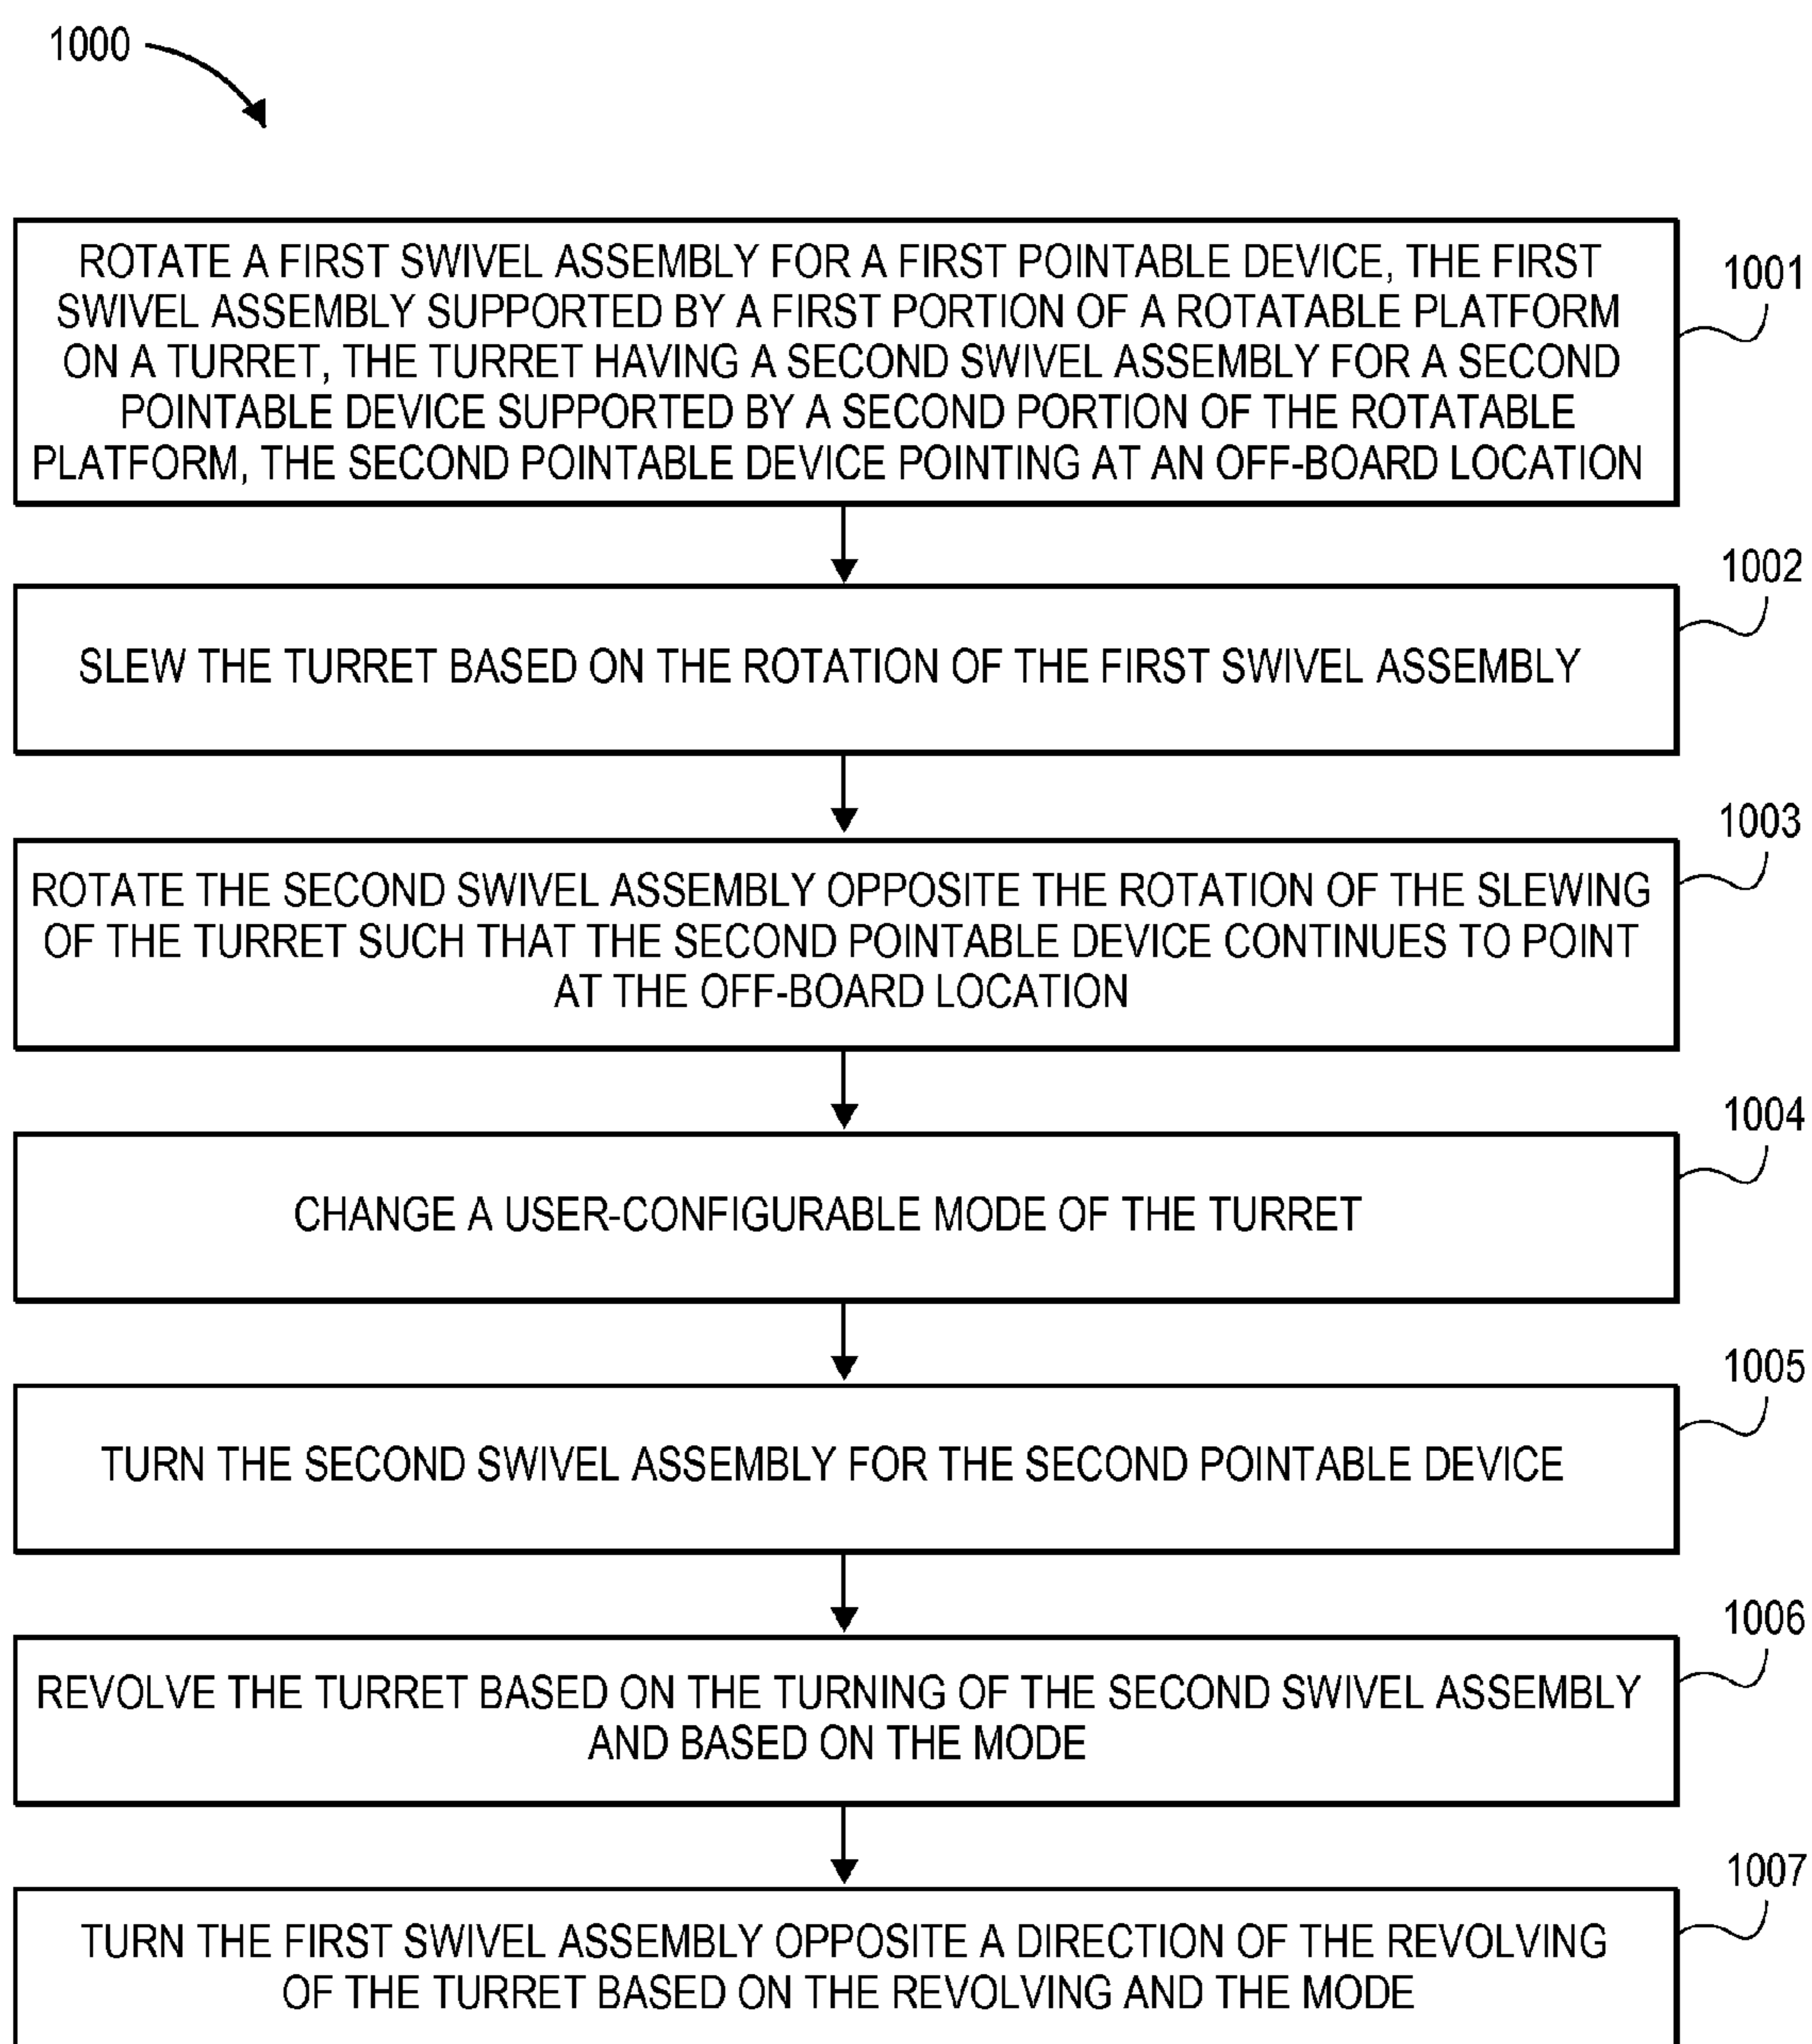 1000
ROTATE A FIRST SWIVEL ASSEMBLY FOR A FIRST POINTABLE DEVICE, THE FIRST
SWIVEL ASSEMBLY SUPPORTED BY A FIRST PORTION OF A ROTATABLE PLATFORM
ON A TURRET, THE TURRET HAVING A SECOND SWIVEL ASSEMBLY FOR A SECOND
POINTABLE DEVICE SUPPORTED BY A SECOND PORTION OF THE ROTATABLE
PLATFORM, THE SECOND POINTABLE DEVICE POINTING AT AN OFF-BOARD LOCATION
1001
SLEW THE TURRET BASED ON THE ROTATION OF THE FIRST SWIVEL ASSEMBLY
1002
ROTATE THE SECOND SWIVEL ASSEMBLY OPPOSITE THE ROTATION OF THE SLEWING
OF THE TURRET SUCH THAT THE SECOND POINTABLE DEVICE CONTINUES TO POINT
AT THE OFF-BOARD LOCATION
1003
CHANGE A USER-CONFIGURABLE MODE OF THE TURRET
1004
TURN THE SECOND SWIVEL ASSEMBLY FOR THE SECOND POINTABLE DEVICE
1005
REVOLVE THE TURRET BASED ON THE TURNING OF THE SECOND SWIVEL ASSEMBLY
AND BASED ON THE MODE
1006
TURN THE FIRST SWIVEL ASSEMBLY OPPOSITE A DIRECTION OF THE REVOLVING
OF THE TURRET BASED ON THE REVOLVING AND THE MODE
1007